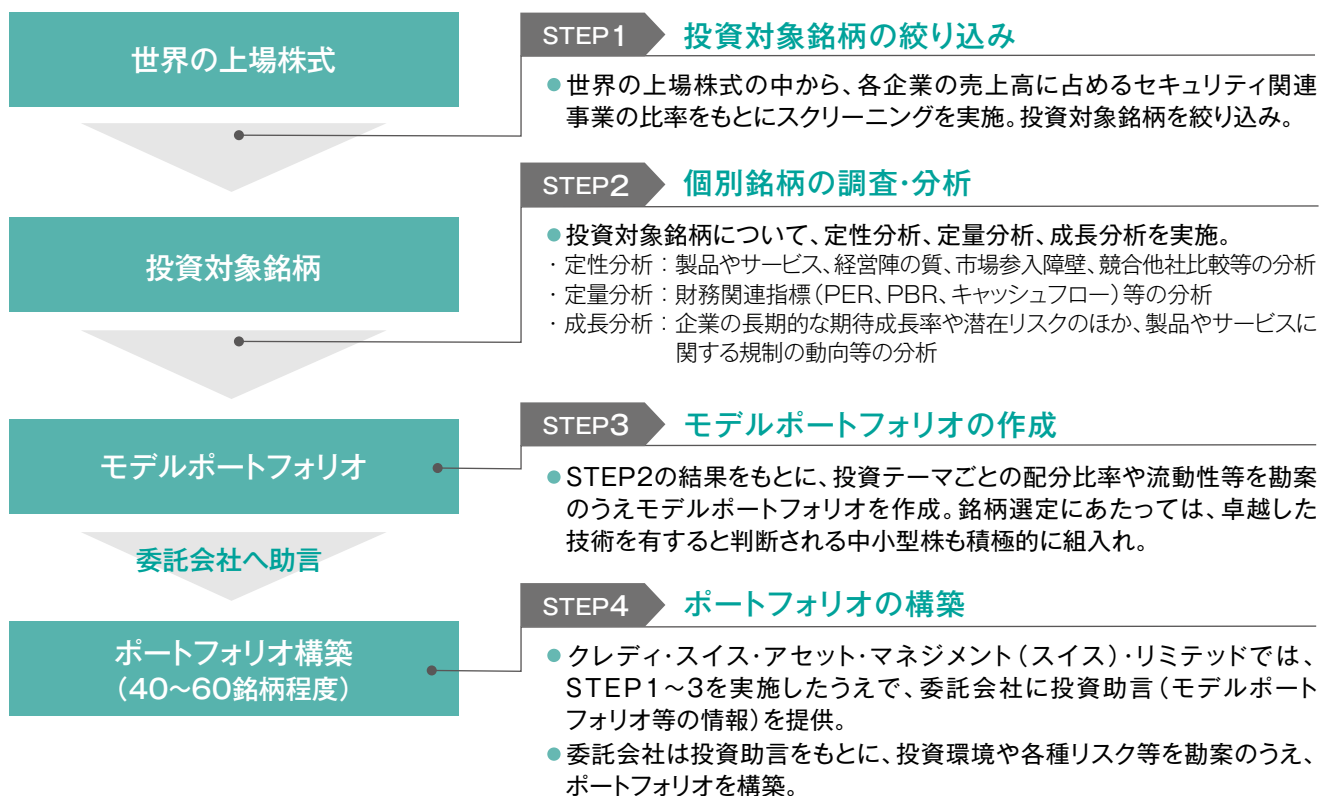 世界の上場株式
STEP1 投資対象銘柄の絞り込み
●世界の上場株式の中から、各企業の売上高に占めるセキュリティ関連
事業の比率をもとにスクリーニングを実施。投資対象銘柄を絞り込み。
投資対象銘柄
STEP2 個別銘柄の調査・分析
●投資対象銘柄について、定性分析、定量分析、成長分析を実施。
・定性分析：製品やサービス、経営陣の質、市場参入障壁、競合他社比較等の分析
・定量分析：財務関連指標（PER、PBR、キャッシュフロー）等の分析
・成長分析：企業の長期的な期待成長率や潜在リスクのほか、製品やサービスに
関する規制の動向等の分析
モデルポートフォリオ
STEP3 モデルポートフォリオの作成
●STEP2の結果をもとに、投資テーマごとの配分比率や流動性等を勘案
のうえモデルポートフォリオを作成。銘柄選定にあたっては、卓越した
技術を有すると判断される中小型株も積極的に組入れ。
委託会社へ助言
ポートフォリオ構築
（40～60銘柄程度）
STEP4 ポートフォリオの構築
●クレディ・スイス・アセット・マネジメント（スイス）・リミテッドでは、
STEP1～3を実施したうえで、委託会社に投資助言（モデルポート
フォリオ等の情報）を提供。
●委託会社は投資助言をもとに、投資環境や各種リスク等を勘案のうえ、
ポートフォリオを構築。